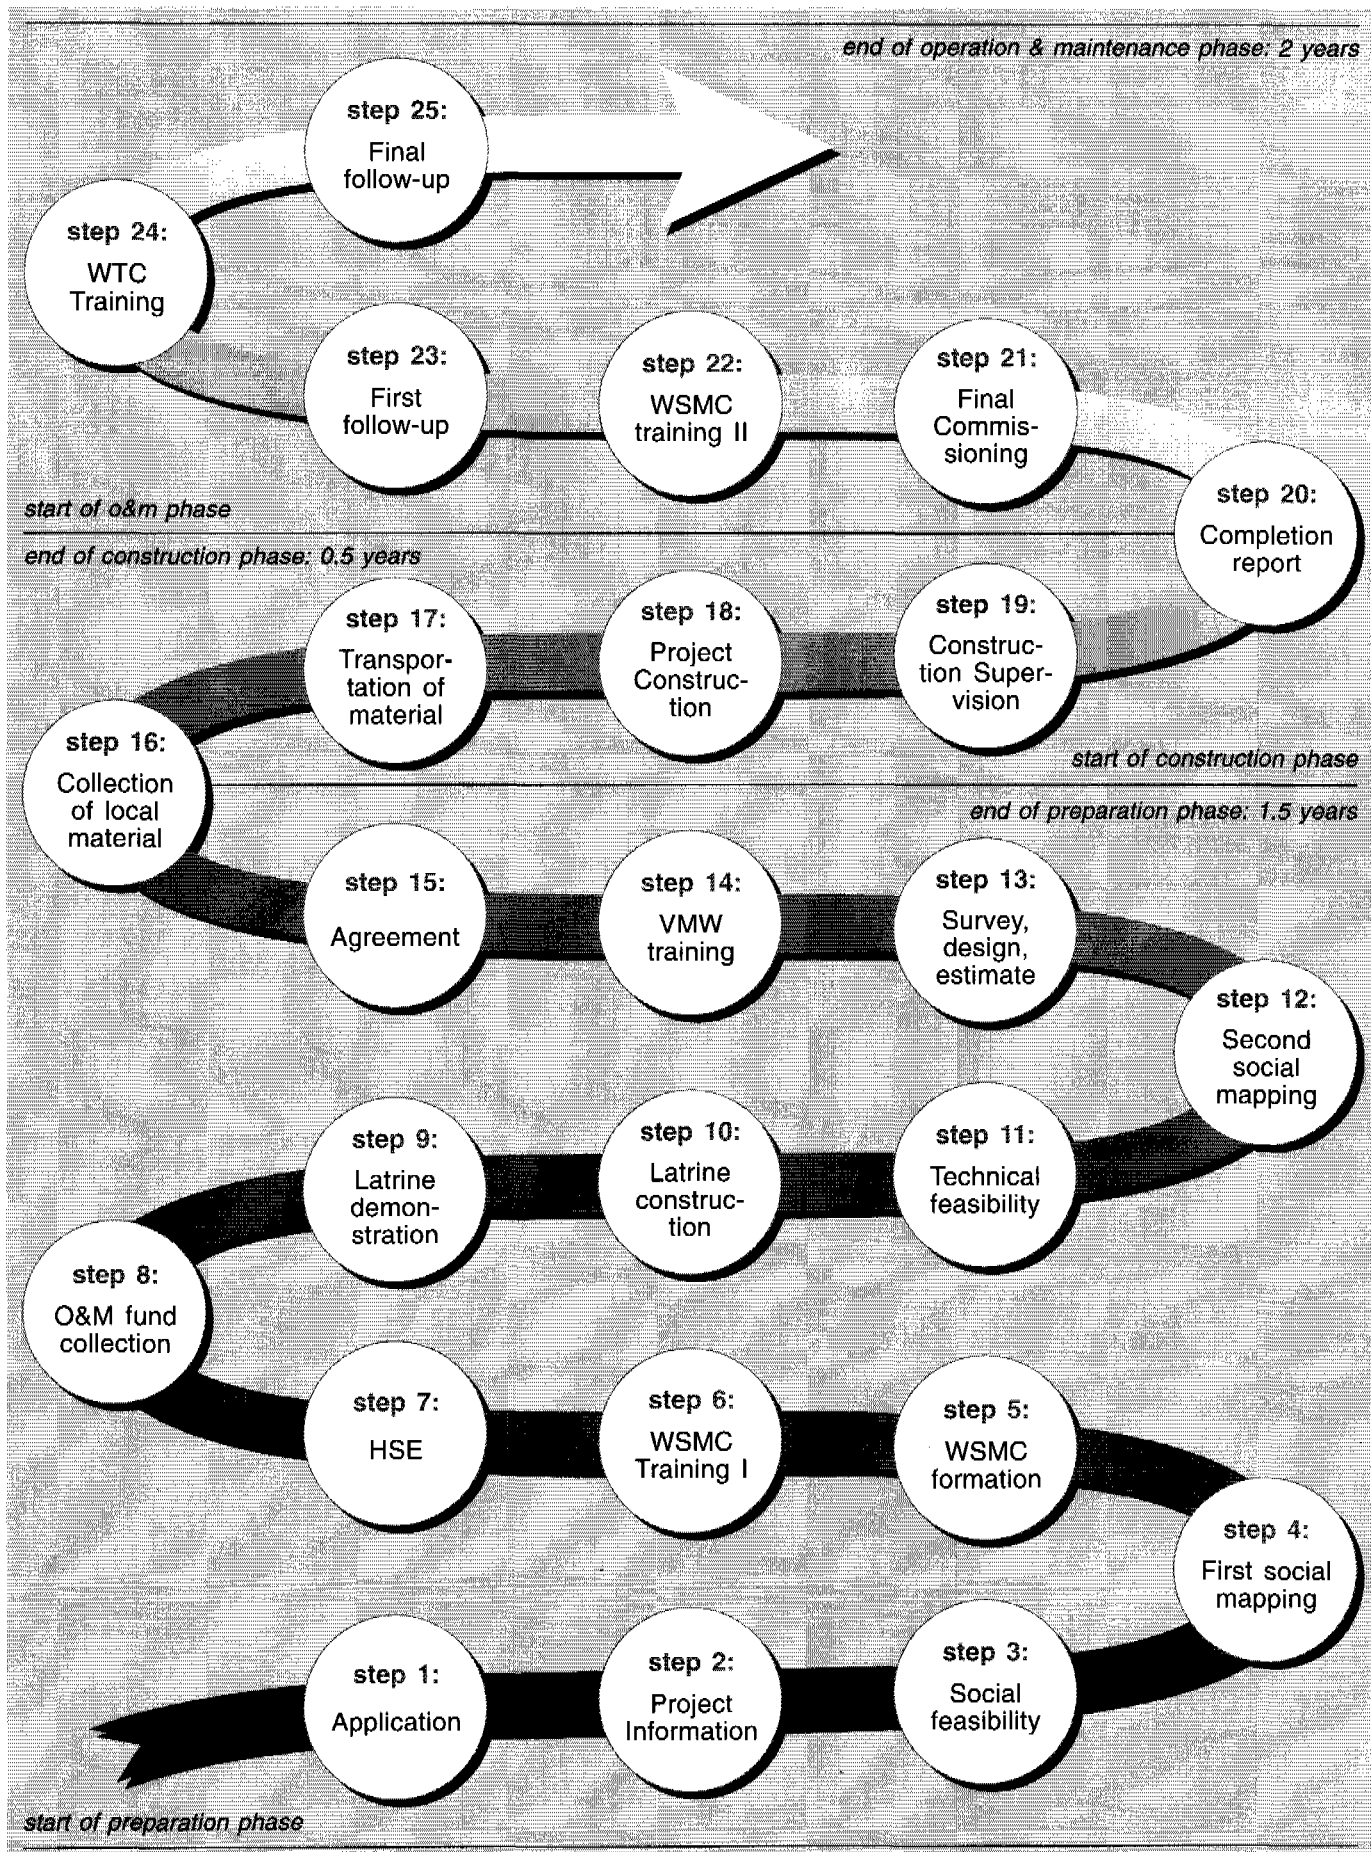 end of operation & maintenance phase: 2 years
step 25:
Final
follow-up
step 24:
WTC
Training
step 23:
First
follow-up
step 22:
WSMC
training II
step 21:
Final
Commis-
sioning
step 20:
Completion
report
start of o&m phase
end of construction phase: 0.5 years
step 17:
Transpor-
tation of
material
step 18:
Project
Construc-
tion
step 19:
Construc-
tion Super-
vision
step 16:
Collection
of local
material
start of construction phase
end of preparation phase: 1.5 years
step 15:
Agreement
step 14:
VMW
training
step 13:
Survey,
design,
estimate
step 12:
Second
social
mapping
step 9:
Latrine
demon-
stration
step 10:
Latrine
construc-
tion
step 11:
Technical
feasibility
step 8:
O&M fund
collection
step 7:
HSE
step 6:
WSMC
Training I
step 5:
WSMC
formation
step 4:
First social
mapping
step 1:
Application
step 2:
Project
Information
step 3:
Social
feasibility
start of preparation phase